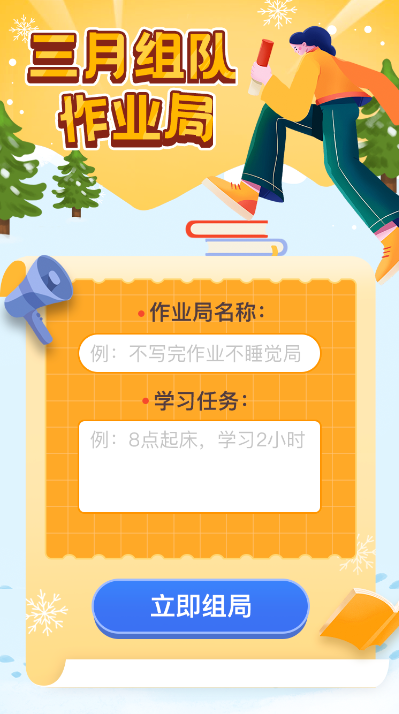 三月组队
作业局
•作业局名称：
例：不写完作业不睡觉局
•学习任务：
例：8点起床，学习2小时
立即组局